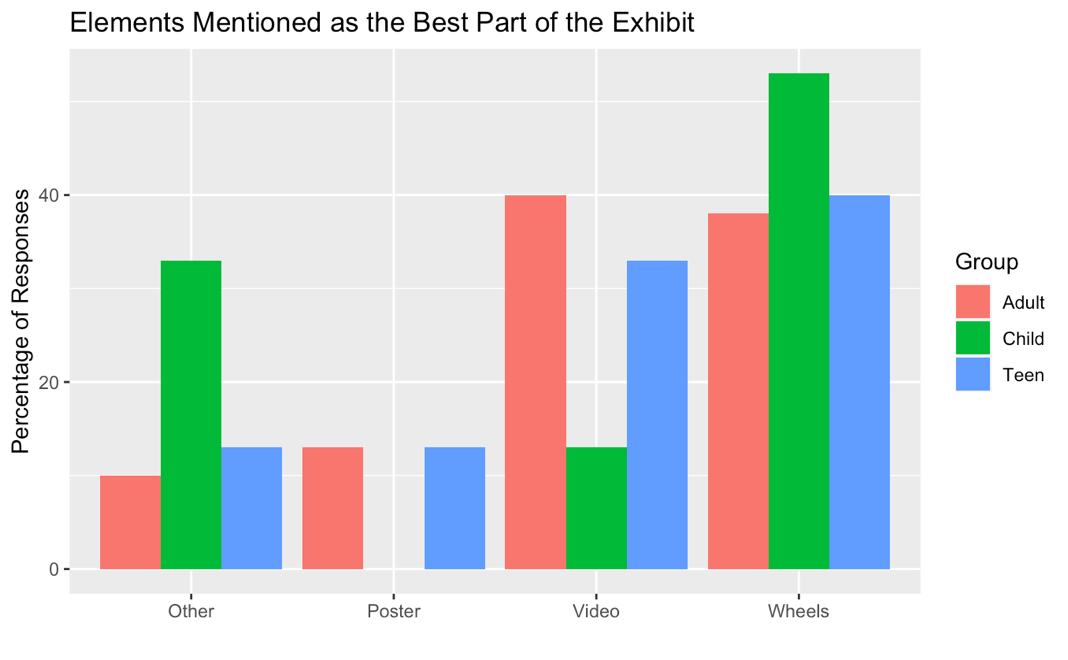 Elements Mentioned as the Best Part of the Exhibit
Percentage of Responses
40
20
0
Other
Poster
Video
Wheels
Group
Adult
Child
Teen